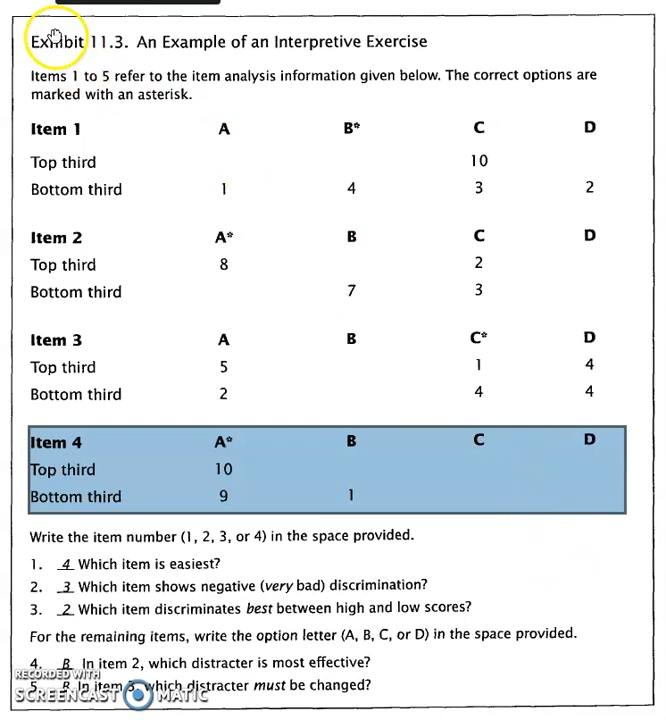 Exhibit 11.3. An Example of an Interpretive Exercise
Items 1 to 5 refer to the item analysis information given below. The correct options are
marked with an asterisk.
Item 1 A B* C D
Top third 10
Bottom third 1 4 3 2
Item 2 A* B C D
Top third 8 2
Bottom third 7 3
Item 3 A B C* D
Top third 5 1 4
Bottom third 2 4 4
Item 4 A* B C D
Top third 10
Bottom third 9 1
Write the item number (1, 2, 3, or 4) in the space provided.
1. 4 Which item is easiest?
2. 3 Which item shows negative (very bad) discrimination?
3. 2 Which item discriminates best between high and low scores?
For the remaining items, write the option letter (A, B, C, or D) in the space provided.
4. B In item 2, which distracter is most effective?
5. B In item 3, which distracter must be changed?
RECORDED WITH
SCREENCAST MATIC